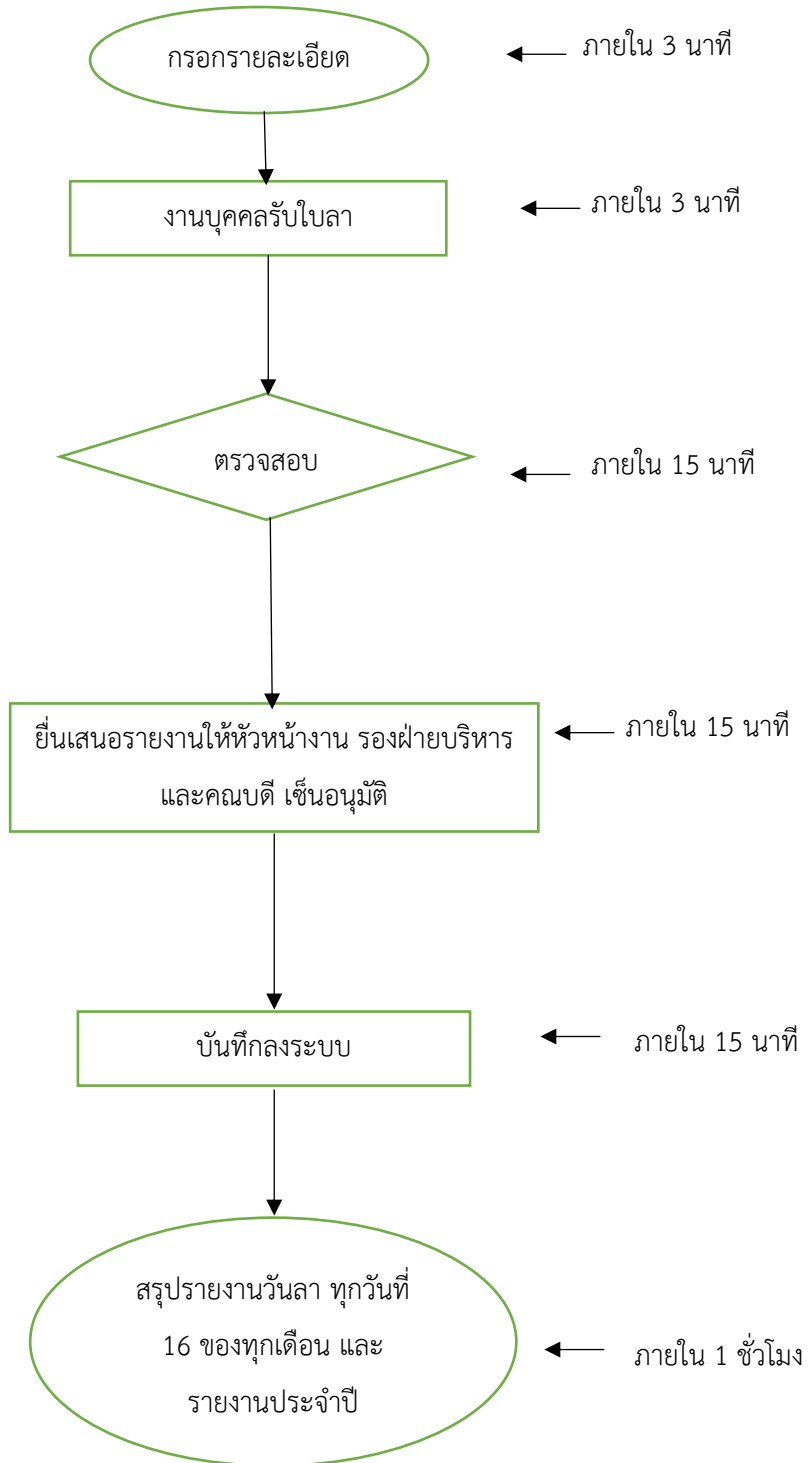 กรอกรายละเอียด
ภายใน 3 นาที
งานบุคคลรับใบลา
ภายใน 3 นาที
ตรวจสอบ
ภายใน 15 นาที
ยื่นเสนอรายงานให้หัวหน้างาน รองฝ่ายบริหาร
และคณบดี เซ็นอนุมัติ
ภายใน 15 นาที
บันทึกลงระบบ
ภายใน 15 นาที
สรุปรายงานวันลา ทุกวันที่
16 ของทุกเดือน และ
รายงานประจำปี
ภายใน 1 ชั่วโมง